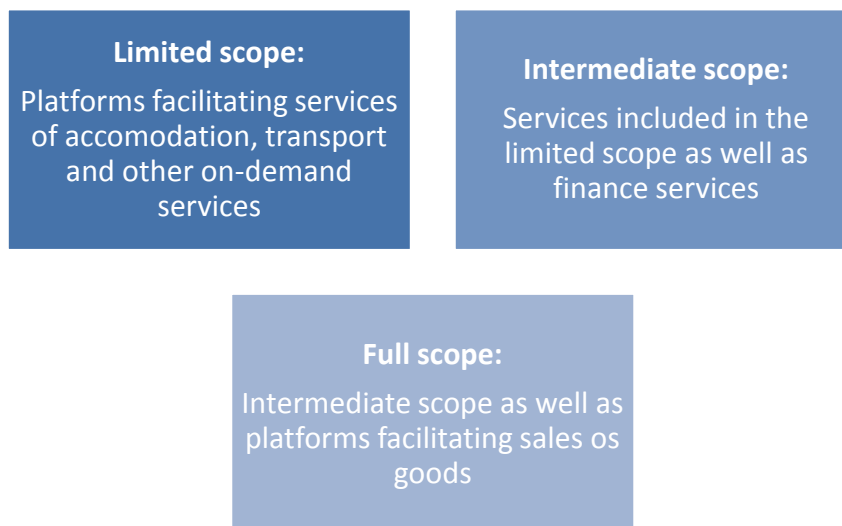 Limited scope:
Platforms facilitating services
of accomodation, transport
and other on-demand
services
Intermediate scope:
Services included in the
limited scope as well as
finance services
Full scope:
Intermediate scope as well as
platforms facilitating sales os
goods